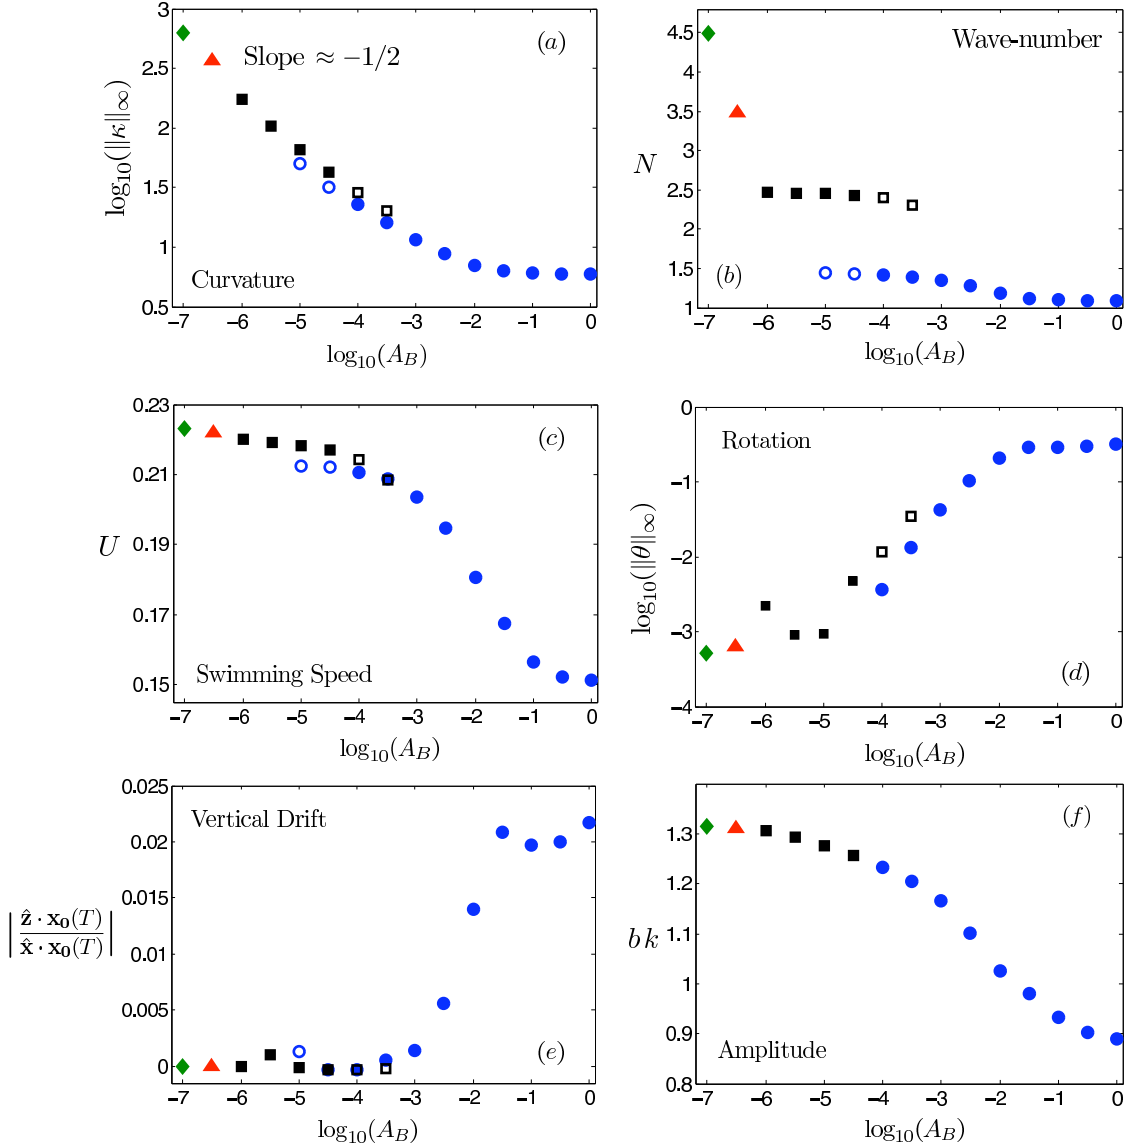 3
2.5
2
1.5
1
0.5
−7 −6 −5 −4 −3 −2 −1 0
log10(A_B)
log10(||κ||∞)
Slope ≈ −1/2
(a)
Curvature
4.5
4
3.5
3
2.5
2
1.5
1
−7 −6 −5 −4 −3 −2 −1 0
log10(A_B)
N
Wave-number
(b)
0.23
0.21
0.19
0.17
0.15
−7 −6 −5 −4 −3 −2 −1 0
log10(A_B)
U
(c)
Swimming Speed
0
−1
−2
−3
−4
−7 −6 −5 −4 −3 −2 −1 0
log10(A_B)
log10(||θ||∞)
Rotation
(d)
0.025
0.02
0.015
0.01
0.005
0
−7 −6 −5 −4 −3 −2 −1 0
log10(A_B)
|ẑ · x₀(T) / x̂ · x₀(T)|
Vertical Drift
(e)
1.3
1.2
1.1
1
0.9
0.8
−7 −6 −5 −4 −3 −2 −1 0
log10(A_B)
b k
(f)
Amplitude